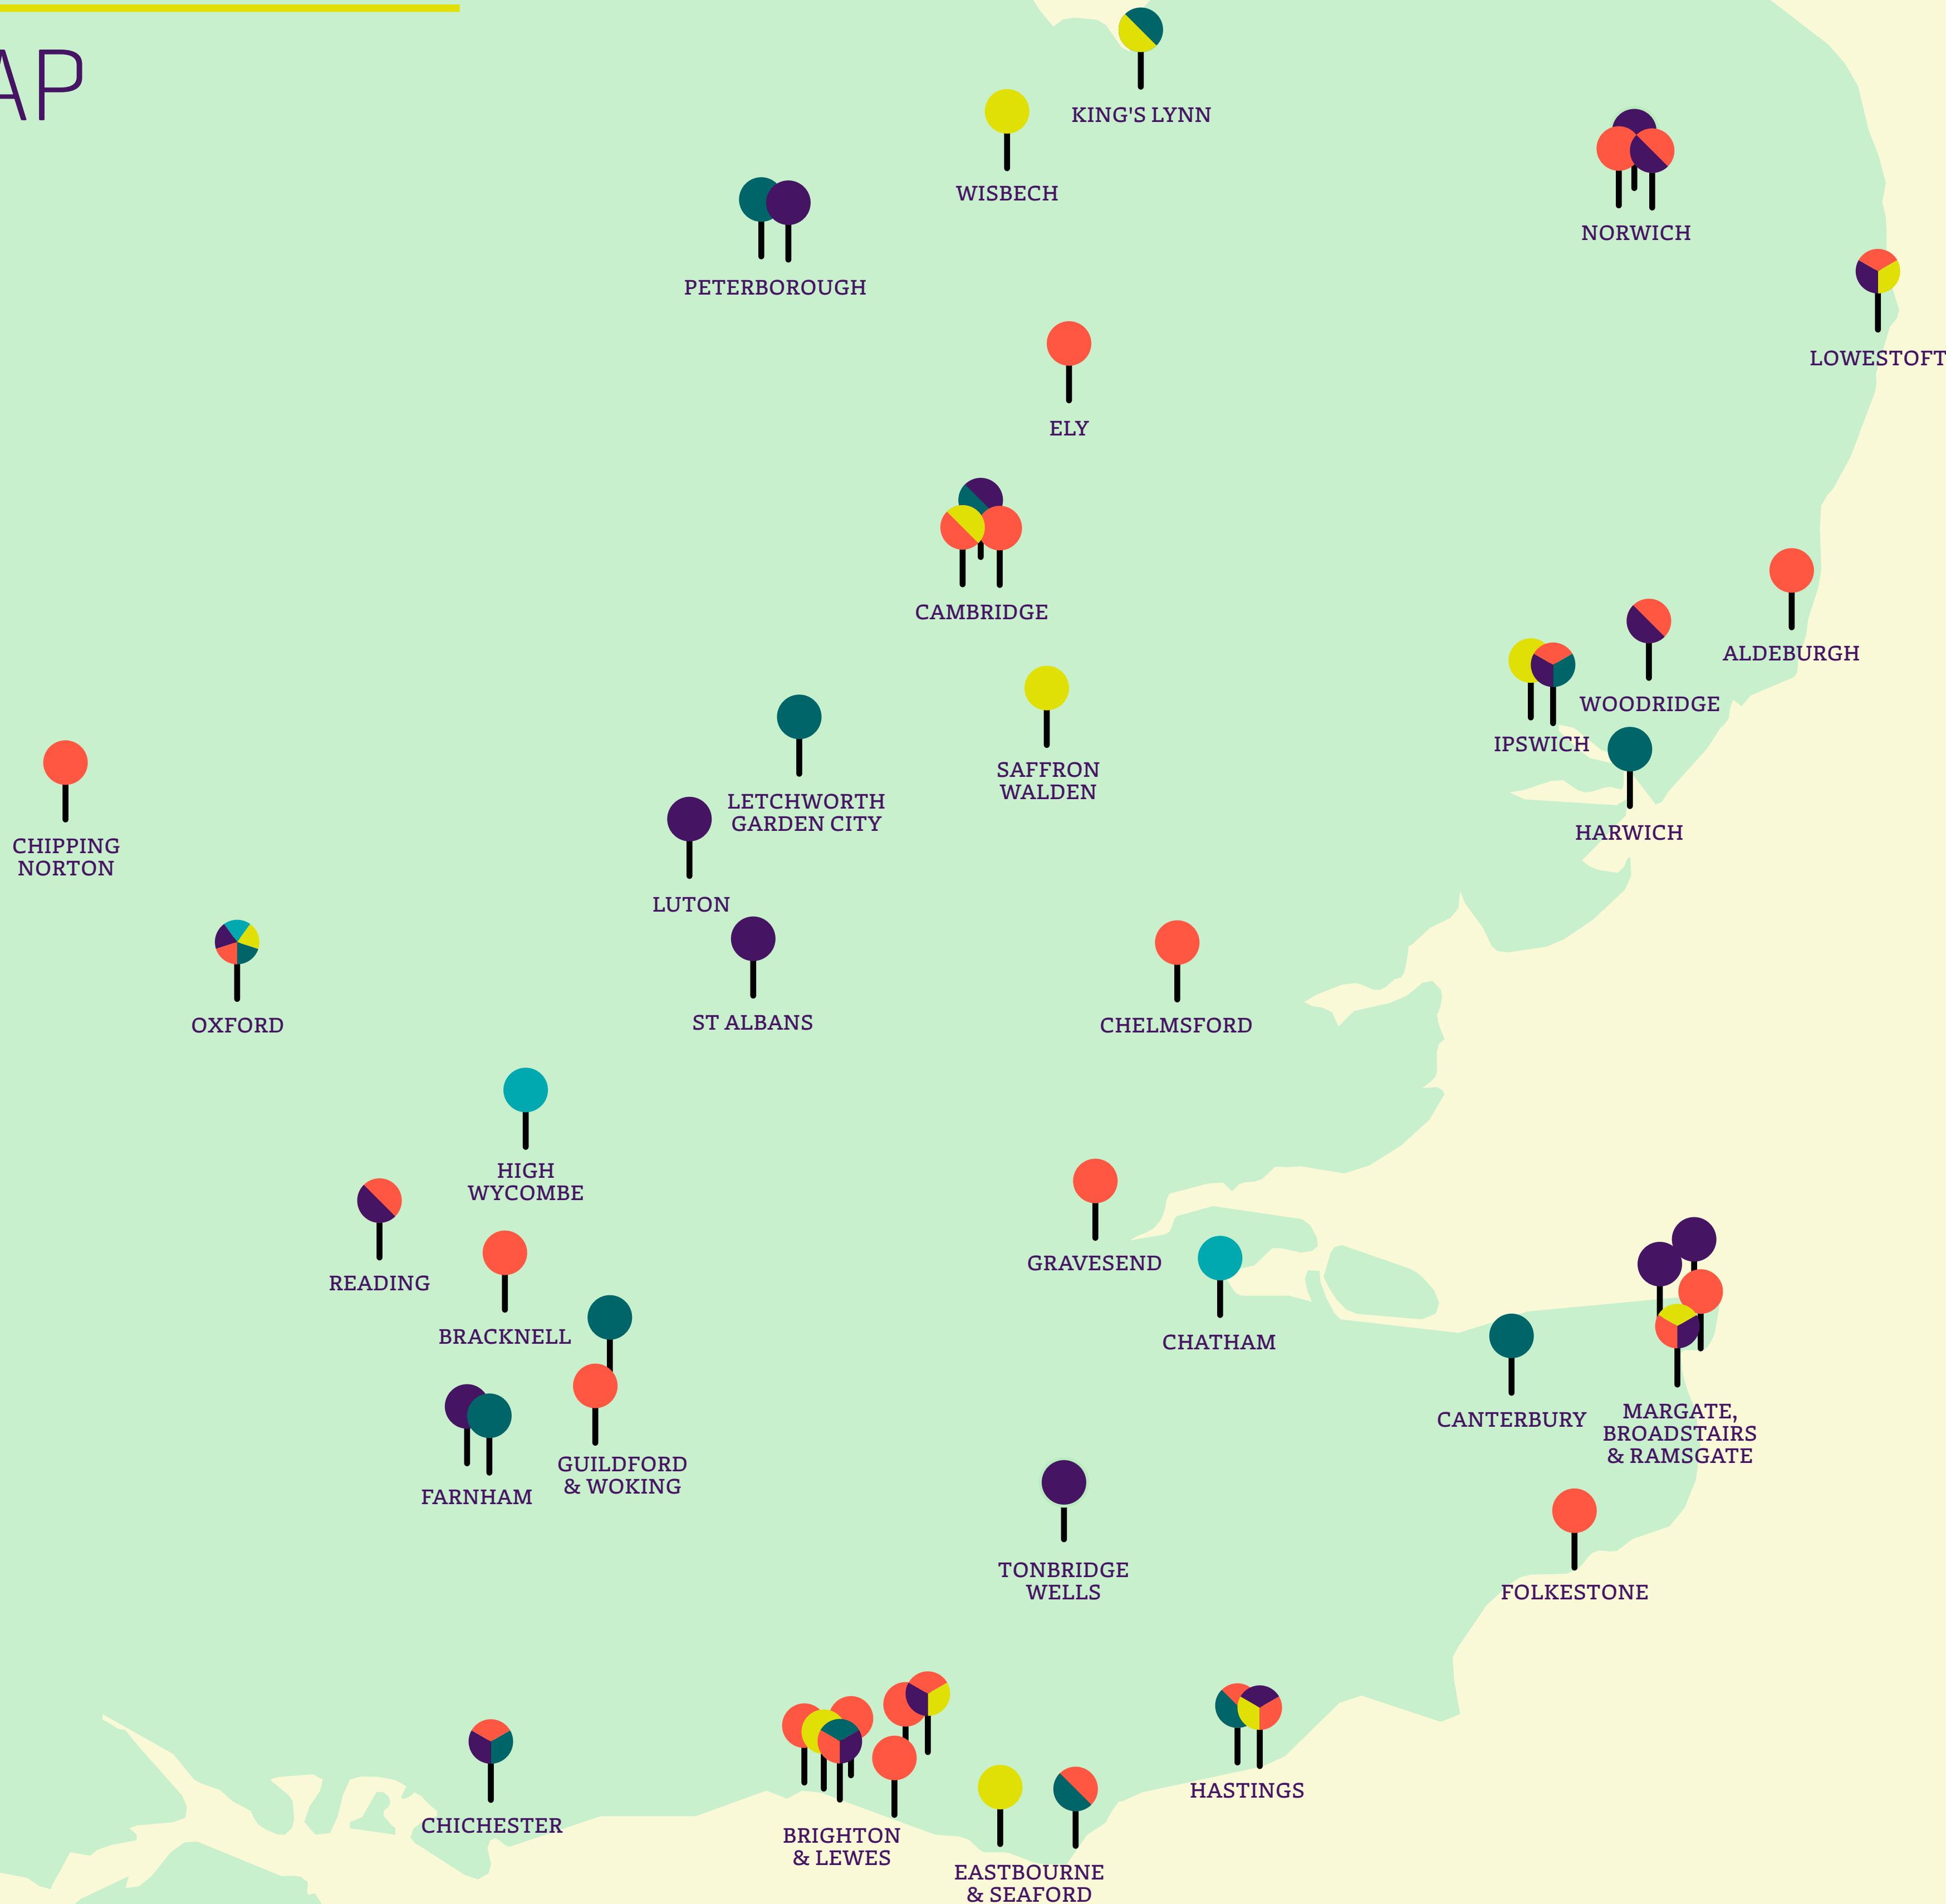 AP
KING'S LYNN
WISBECH
NORWICH
PETERBOROUGH
LOWESTOFT
ELY
CAMBRIDGE
ALDEBURGH
WOODRIDGE
IPSWICH
SAFFRON
WALDEN
LETCHWORTH
GARDEN CITY
HARWICH
CHIPPING
NORTON
LUTON
OXFORD
ST ALBANS
CHELMSFORD
HIGH
WYCOMBE
GRAVESEND
READING
BRACKNELL
CHATHAM
CANTERBURY
MARGATE,
BROADSTAIRS
& RAMSGATE
GUILDFORD
& WOKING
FARNHAM
TONBRIDGE
WELLS
FOLKESTONE
HASTINGS
CHICHESTER
BRIGHTON
& LEWES
EASTBOURNE
& SEAFORD